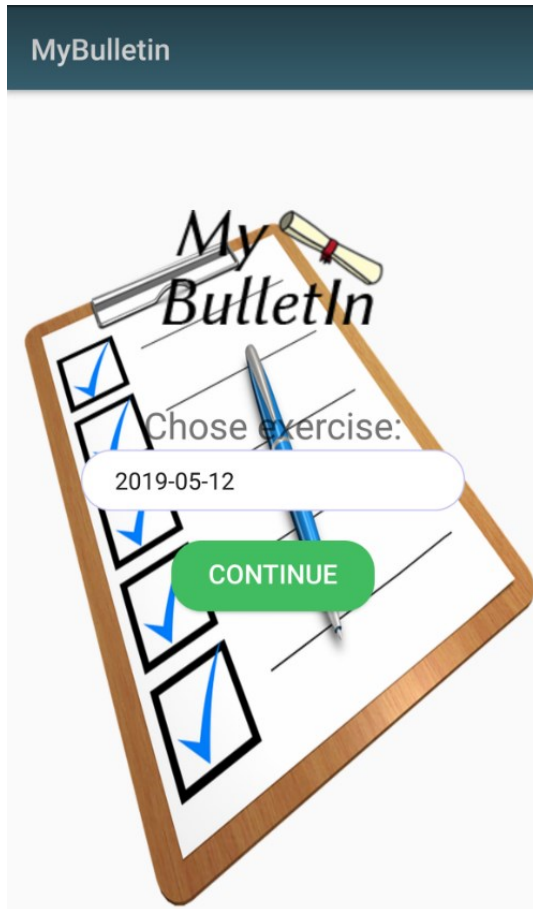 MyBulletin
My
BulletIn
Chose exercise:
2019-05-12
CONTINUE